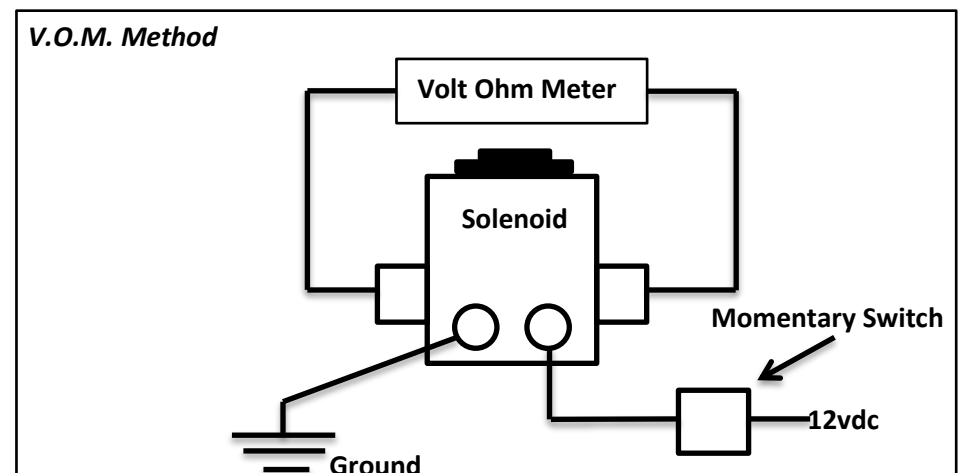 V.O.M. Method
Volt Ohm Meter
Solenoid
Momentary Switch
12vdc
Ground